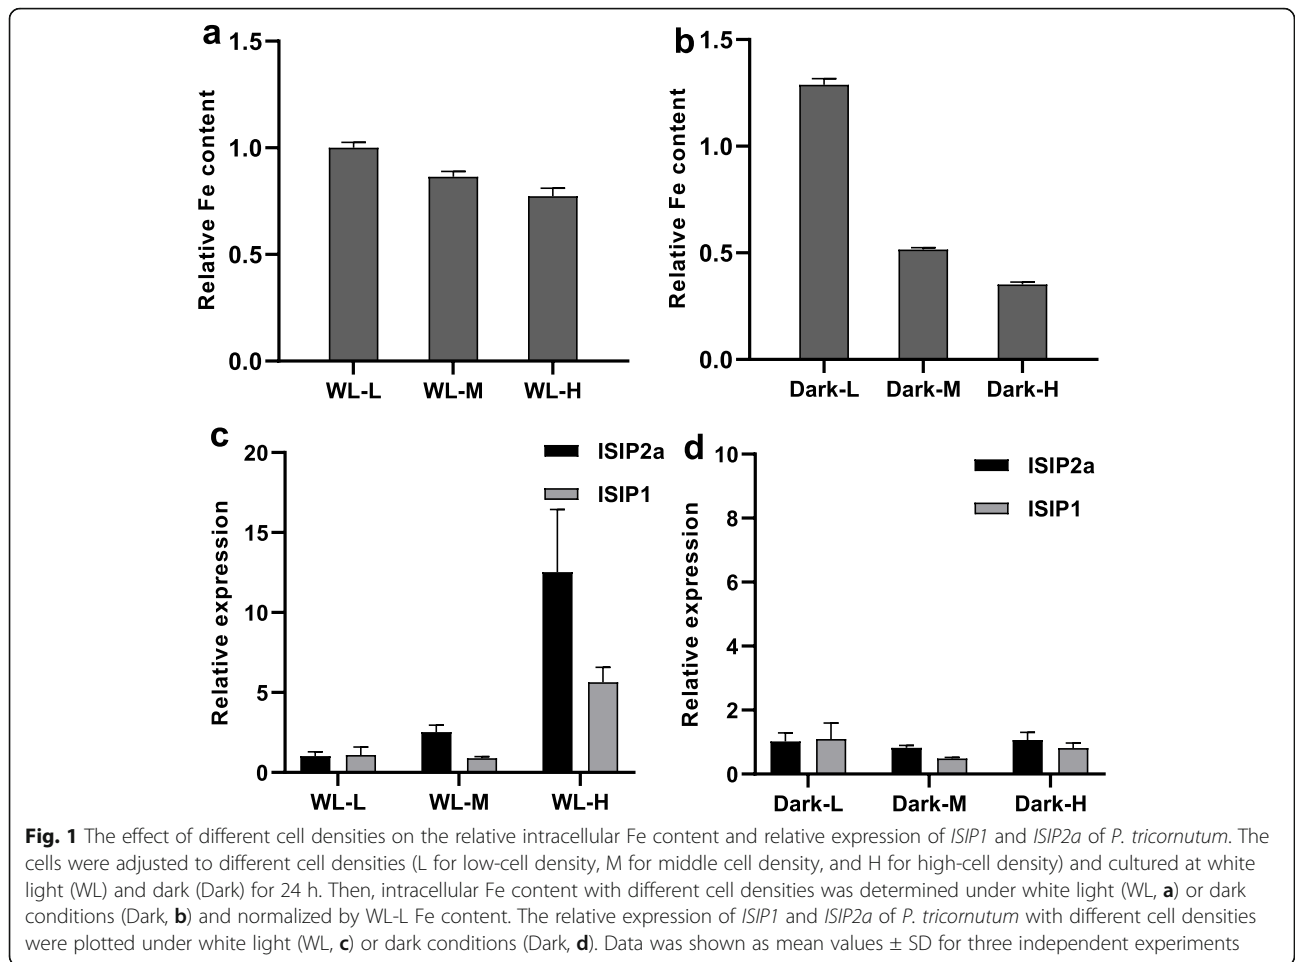 a
1.5
1.0
0.5
0.0
Relative Fe content
WL-L WL-M WL-H
b
1.5
1.0
0.5
0.0
Relative Fe content
Dark-L Dark-M Dark-H
c
20
15
10
5
0
Relative expression
ISIP2a
ISIP1
WL-L WL-M WL-H
d
10
8
6
4
2
0
Relative expression
ISIP2a
ISIP1
Dark-L Dark-M Dark-H
Fig. 1 The effect of different cell densities on the relative intracellular Fe content and relative expression of ISIP1 and ISIP2a of P. tricornutum. The
cells were adjusted to different cell densities (L for low-cell density, M for middle cell density, and H for high-cell density) and cultured at white
light (WL) and dark (Dark) for 24 h. Then, intracellular Fe content with different cell densities was determined under white light (WL, a) or dark
conditions (Dark, b) and normalized by WL-L Fe content. The relative expression of ISIP1 and ISIP2a of P. tricornutum with different cell densities
were plotted under white light (WL, c) or dark conditions (Dark, d). Data was shown as mean values ± SD for three independent experiments